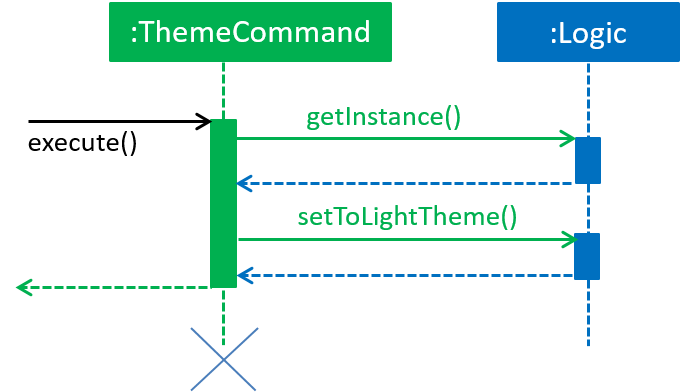 :ThemeCommand
:Logic
getInstance()
execute()
setToLightTheme()